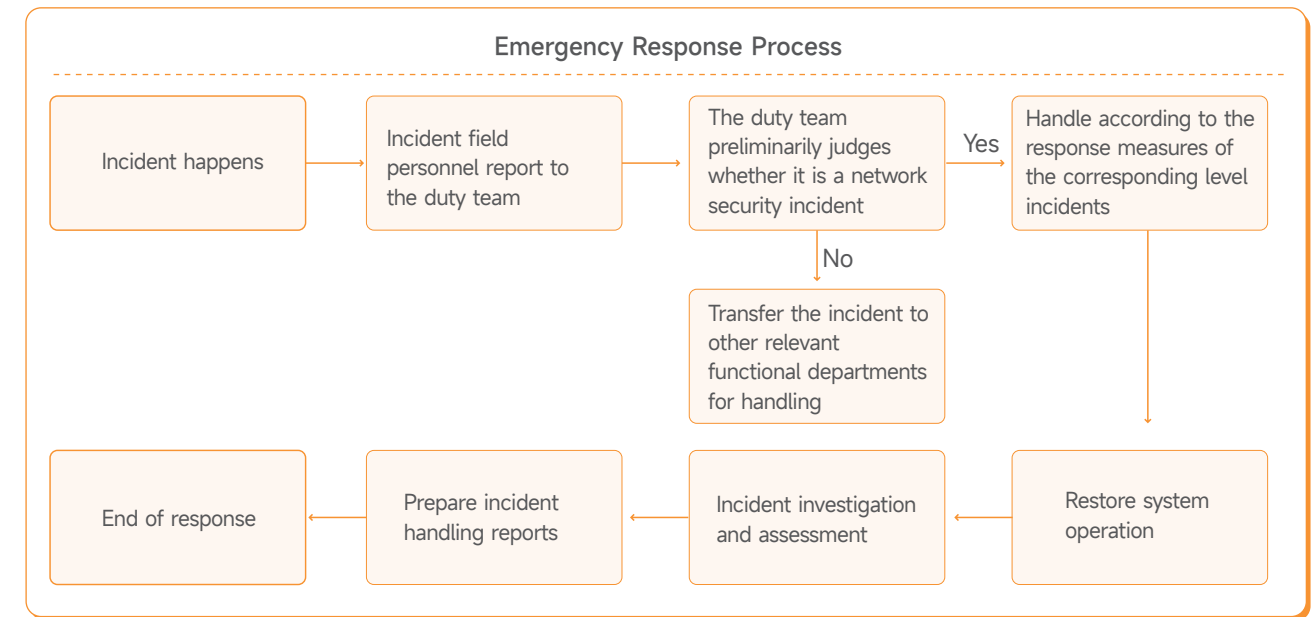 Emergency Response Process
Incident happens
Incident field
personnel report to
the duty team
The duty team
preliminarily judges
whether it is a network
security incident
Yes
Handle according to the
response measures of
the corresponding level
incidents
No
Transfer the incident to
other relevant
functional departments
for handling
Restore system
operation
Incident investigation
and assessment
Prepare incident
handling reports
End of response